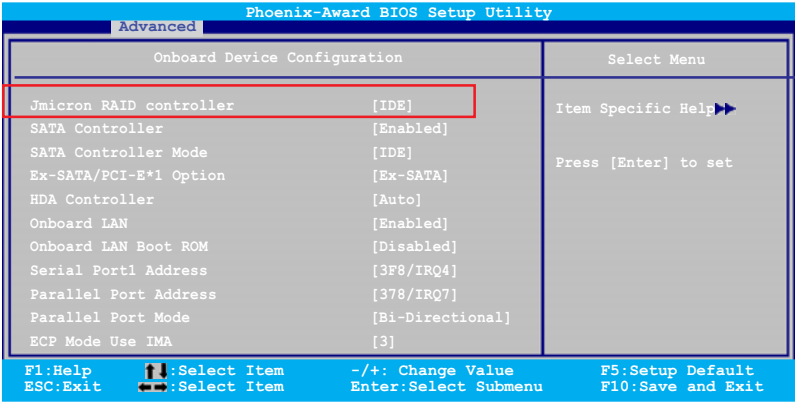 Phoenix-Award BIOS Setup Utility
Advanced
Onboard Device Configuration
Select Menu
Jmicron RAID controller [IDE]
Item Specific Help
SATA Controller [Enabled]
SATA Controller Mode [IDE]
Press [Enter] to set
Ex-SATA/PCI-E*1 Option [Ex-SATA]
HDA Controller [Auto]
Onboard LAN [Enabled]
Onboard LAN Boot ROM [Disabled]
Serial Port1 Address [3F8/IRQ4]
Parallel Port Address [378/IRQ7]
Parallel Port Mode [Bi-Directional]
ECP Mode Use IMA [3]
F1:Help :Select Item -/+: Change Value F5:Setup Default
ESC:Exit :Select Item Enter:Select Submenu F10:Save and Exit